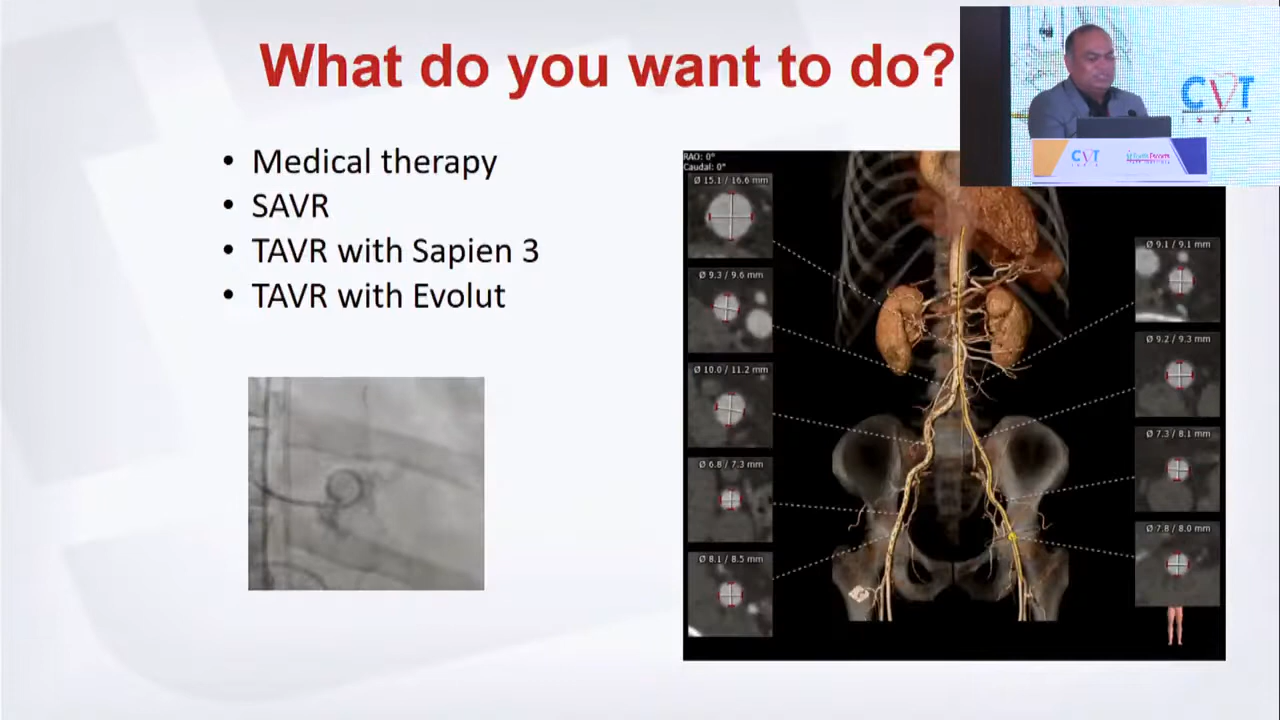 What do you want to do?
• Medical therapy
• SAVR
• TAVR with Sapien 3
• TAVR with Evolut
RAO: 0°
Caudal: 0°
Ø 15.1 / 16.6 mm
Ø 9.3 / 9.6 mm
Ø 10.0 / 11.2 mm
Ø 6.8 / 7.3 mm
Ø 8.1 / 8.5 mm
Ø 9.1 / 9.1 mm
Ø 9.2 / 9.3 mm
Ø 7.3 / 8.1 mm
Ø 7.8 / 8.0 mm
CVT
INDIA
CVT